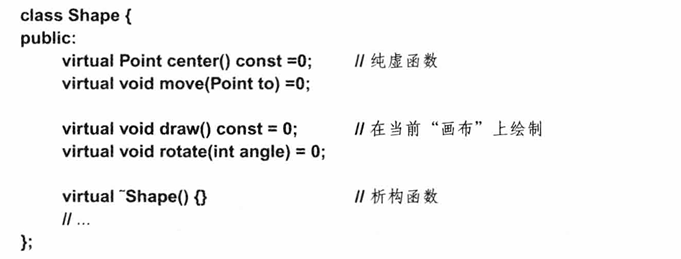 class Shape {
public:
virtual Point center() const =0; // 纯虚函数
virtual void move(Point to) =0;
virtual void draw() const = 0; // 在当前“画布”上绘制
virtual void rotate(int angle) = 0;
virtual ~Shape() {} // 析构函数
// ...
};